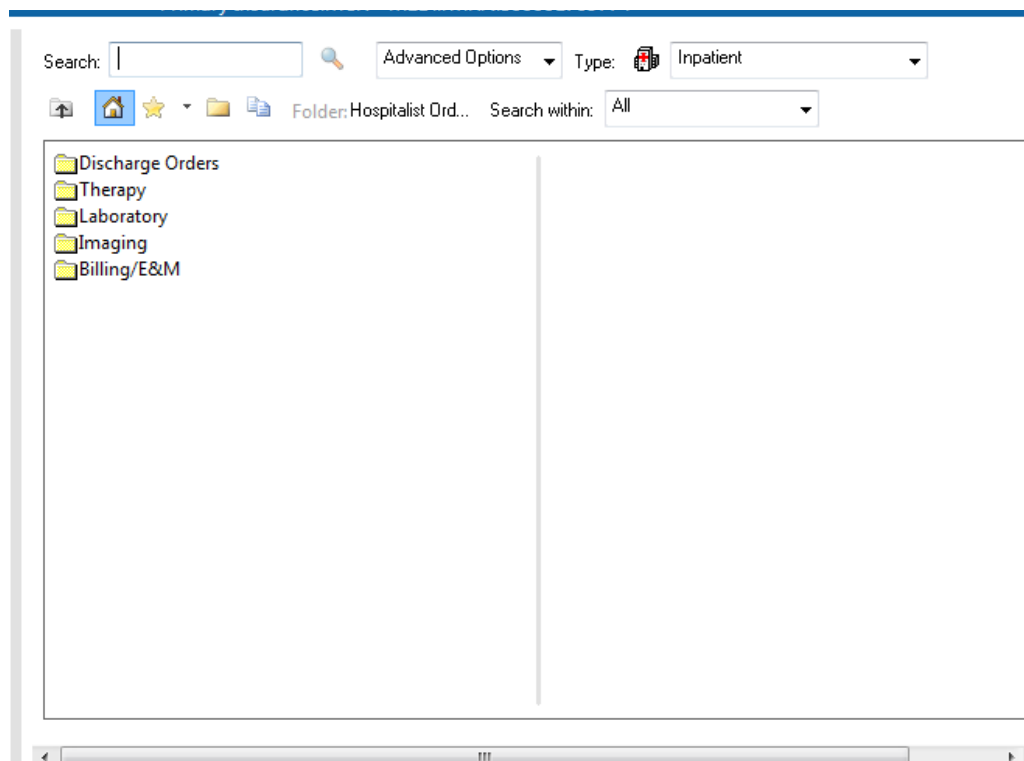 Search: Advanced Options Type: Inpatient
Folder: Hospitalist Ord... Search within: All
Discharge Orders
Therapy
Laboratory
Imaging
Billing/E&M